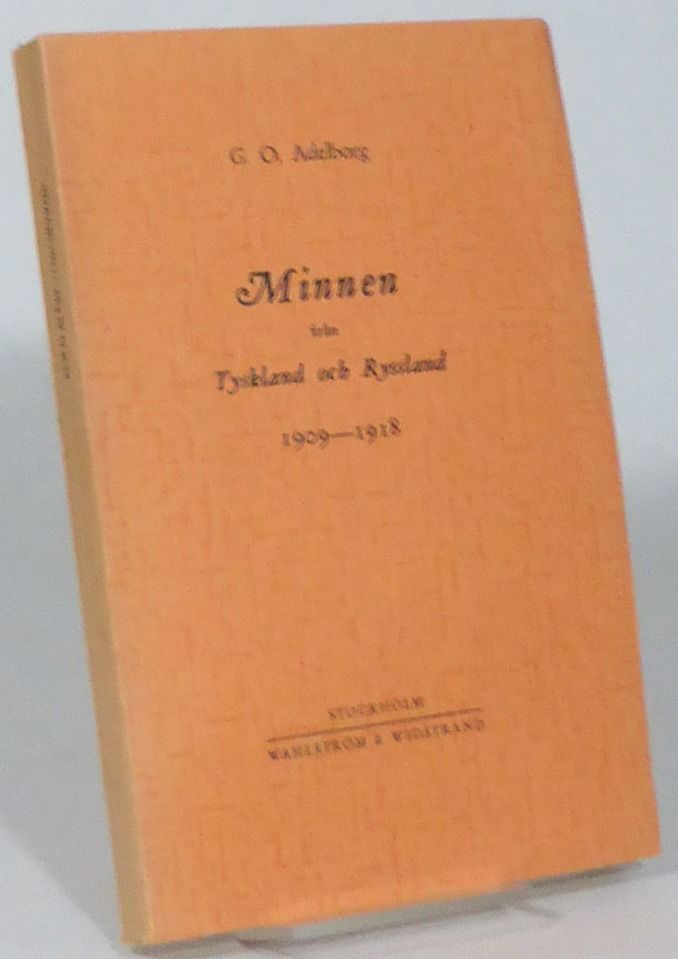 G. O. Adelborg
Minnen
från
Tyskland och Ryssland
1909—1918
STOCKHOLM
WAHLSTRÖM & WIDSTRAND